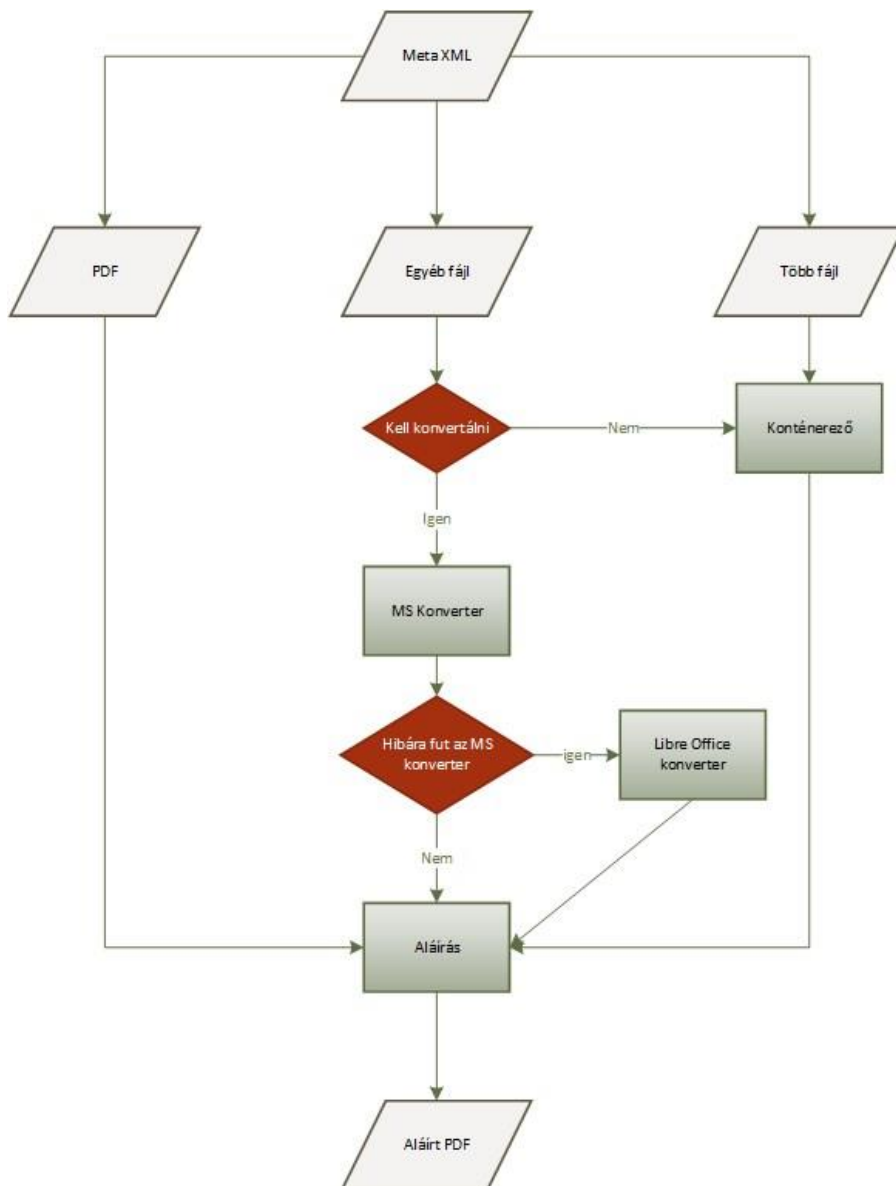 Meta XML
PDF
Egyéb fájl
Több fájl
Kell konvertálni
Nem
Konténerező
Igen
MS Konverter
Hibára fut az MS
konverter
igen
Libre Office
konverter
Nem
Aláírás
Aláírt PDF